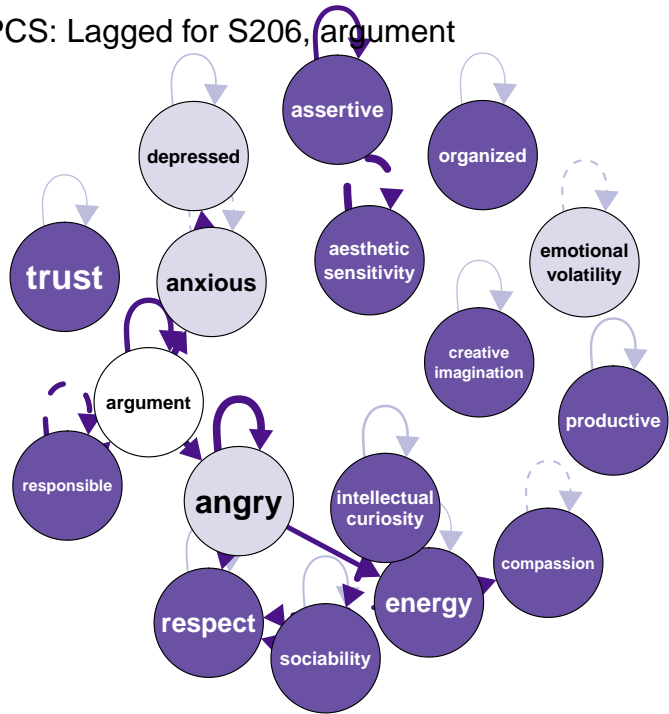 PCS: Lagged for S206, argument
assertive
depressed
organized
aesthetic
sensitivity
emotional
volatility
trust
anxious
creative
imagination
argument
productive
responsible
angry
intellectual
curiosity
compassion
respect
energy
sociability